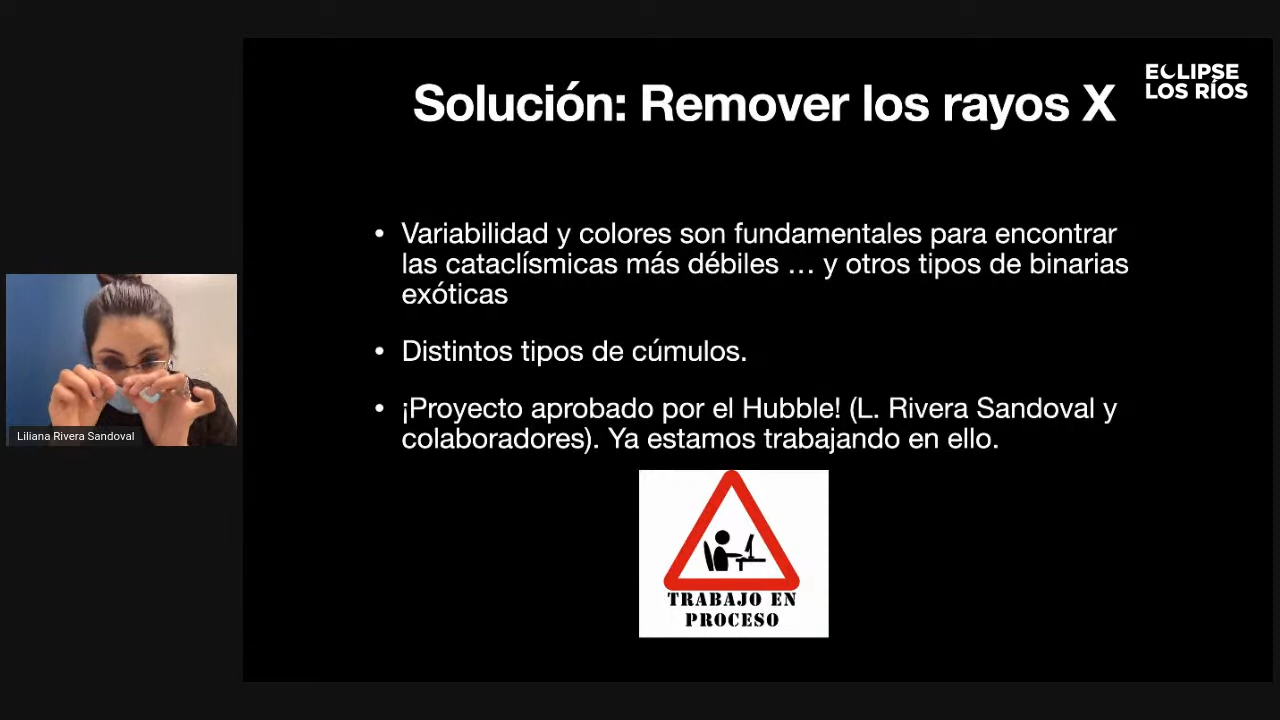 Solución: Remover los rayos X
ECLIPSE
LOS RÍOS
• Variabilidad y colores son fundamentales para encontrar
las cataclísmicas más débiles … y otros tipos de binarias
exóticas
• Distintos tipos de cúmulos.
• ¡Proyecto aprobado por el Hubble! (L. Rivera Sandoval y
colaboradores). Ya estamos trabajando en ello.
TRABAJO EN
PROCESO
Liliana Rivera Sandoval